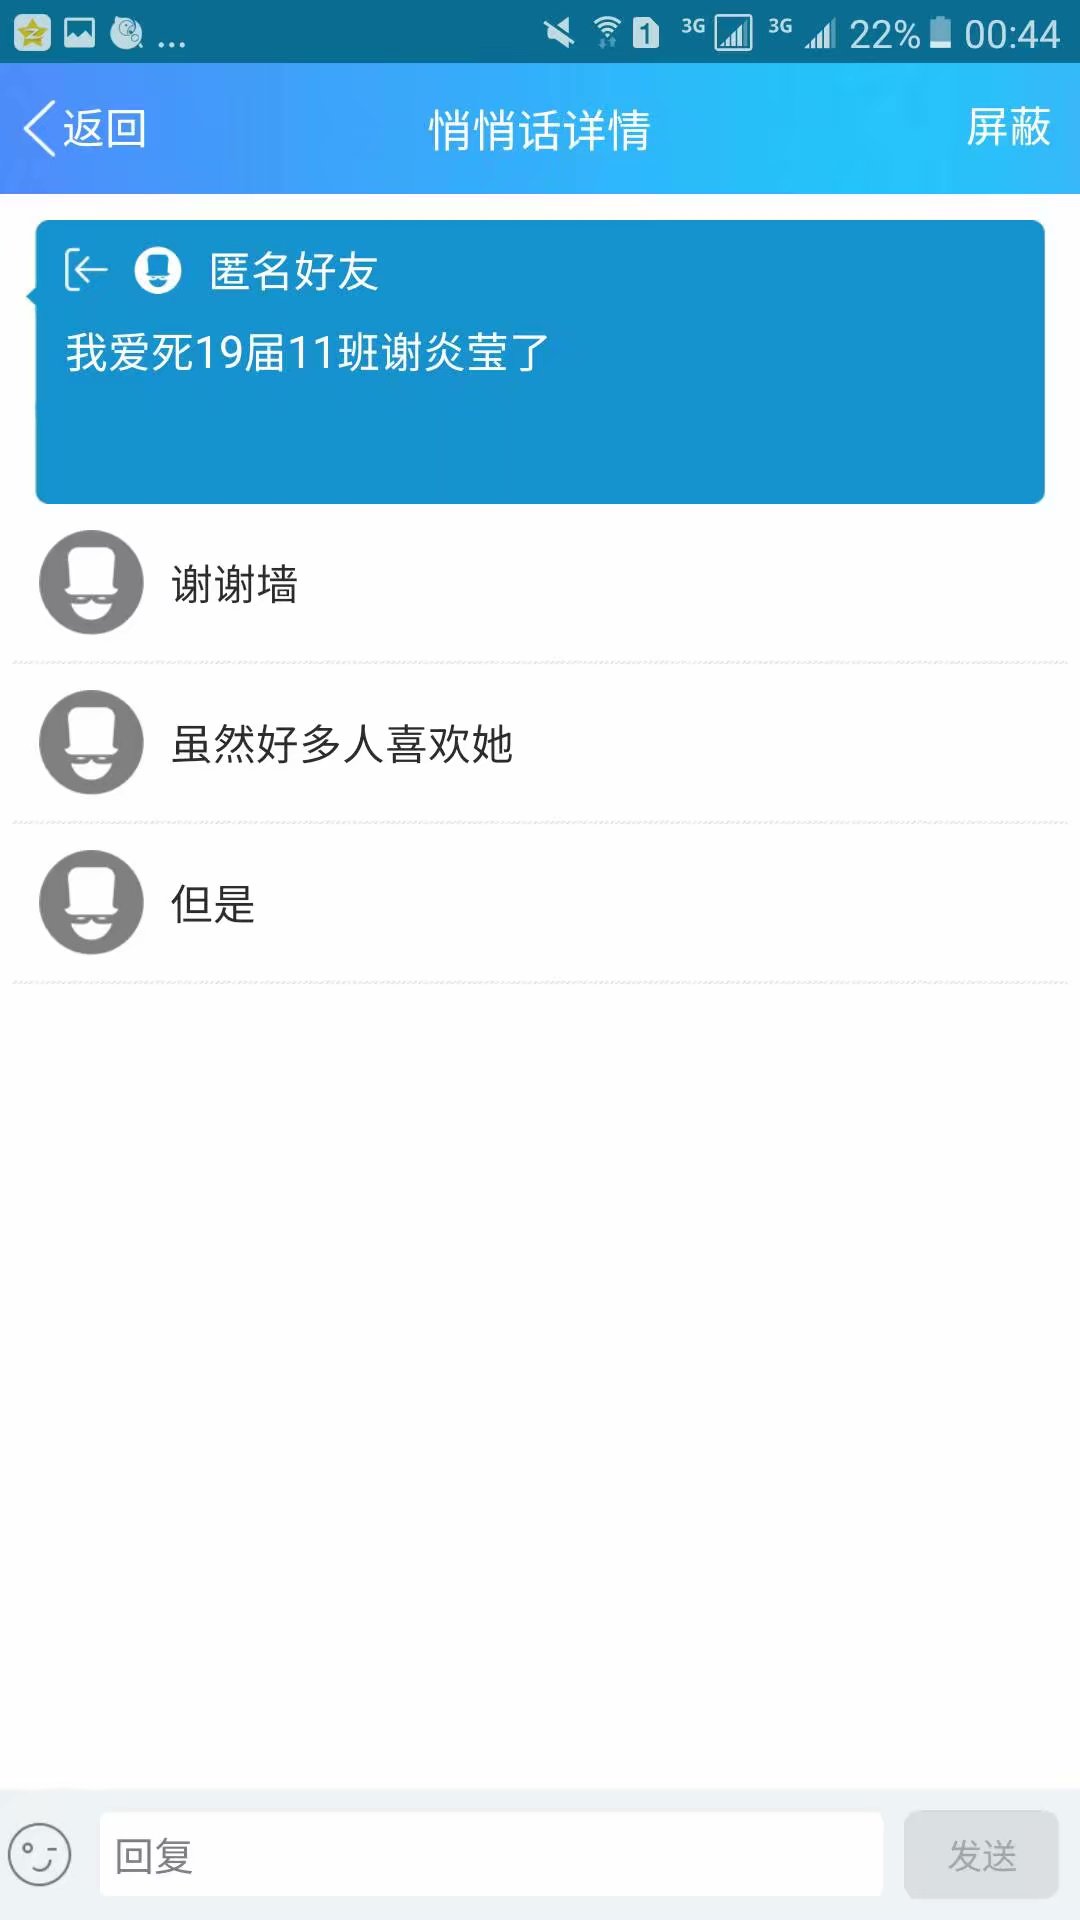 ... 1 3G 3G 22% 00:44
返回 悄悄话详情 屏蔽
匿名好友
我爱死19届11班谢炎莹了
谢谢墙
虽然好多人喜欢她
但是
回复 发送